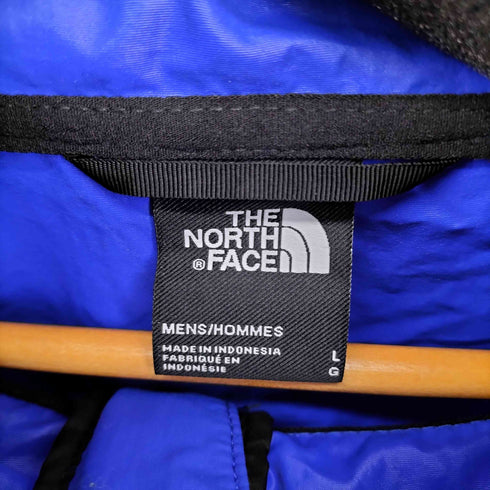 THE
NORTH
® FACE
MENS/HOMMES
MADE IN INDONESIA
FABRIQUÉ EN
INDONÉSIE
L
G